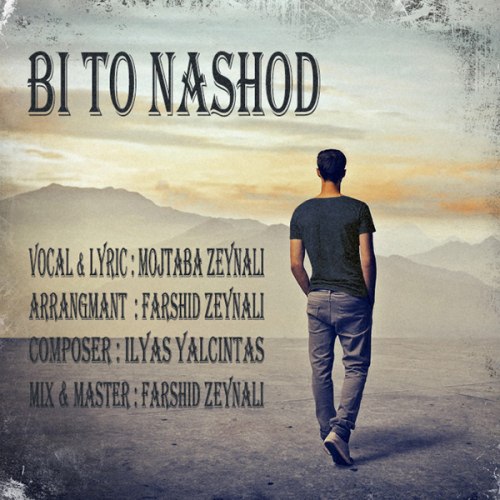 BI TO NASHOD
VOCAL & LYRIC : MOJTABA ZEYNALI
ARRANGMANT : FARSHID ZEYNALI
COMPOSER : ILYAS YALCINTAS
MIX & MASTER : FARSHID ZEYNALI